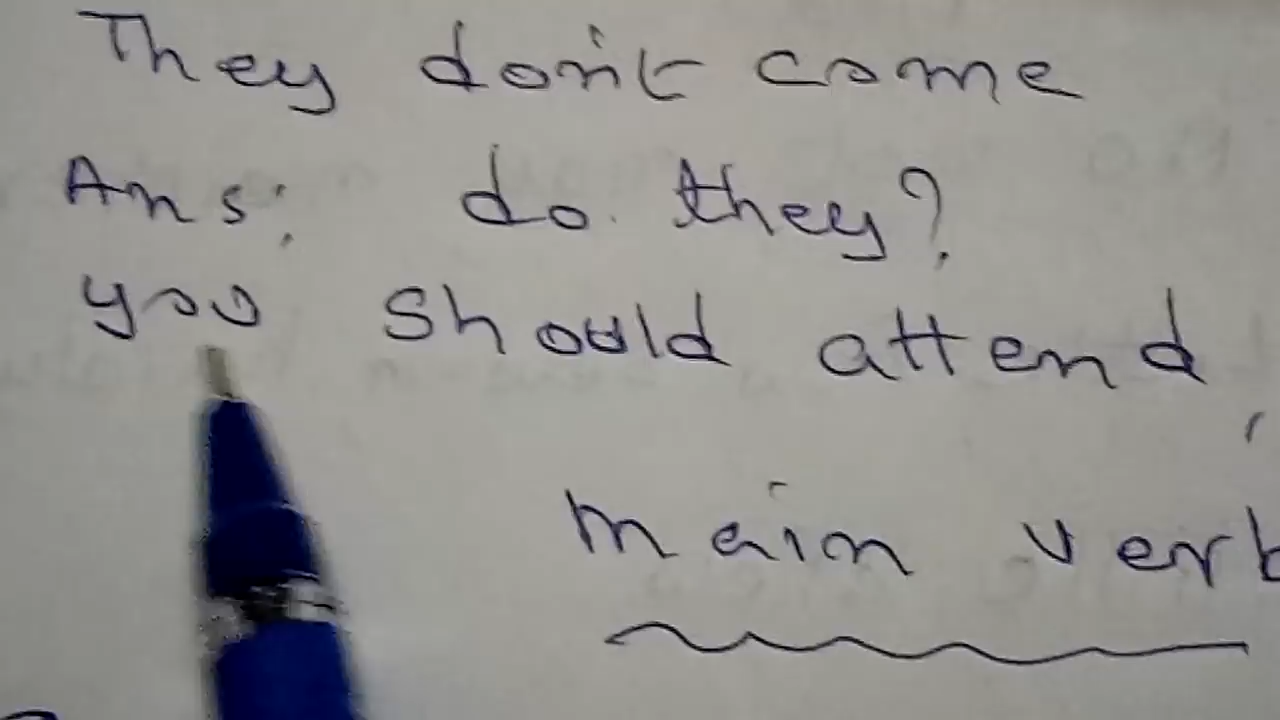 They don't come
Ans: do they?
you should attend,
main verb